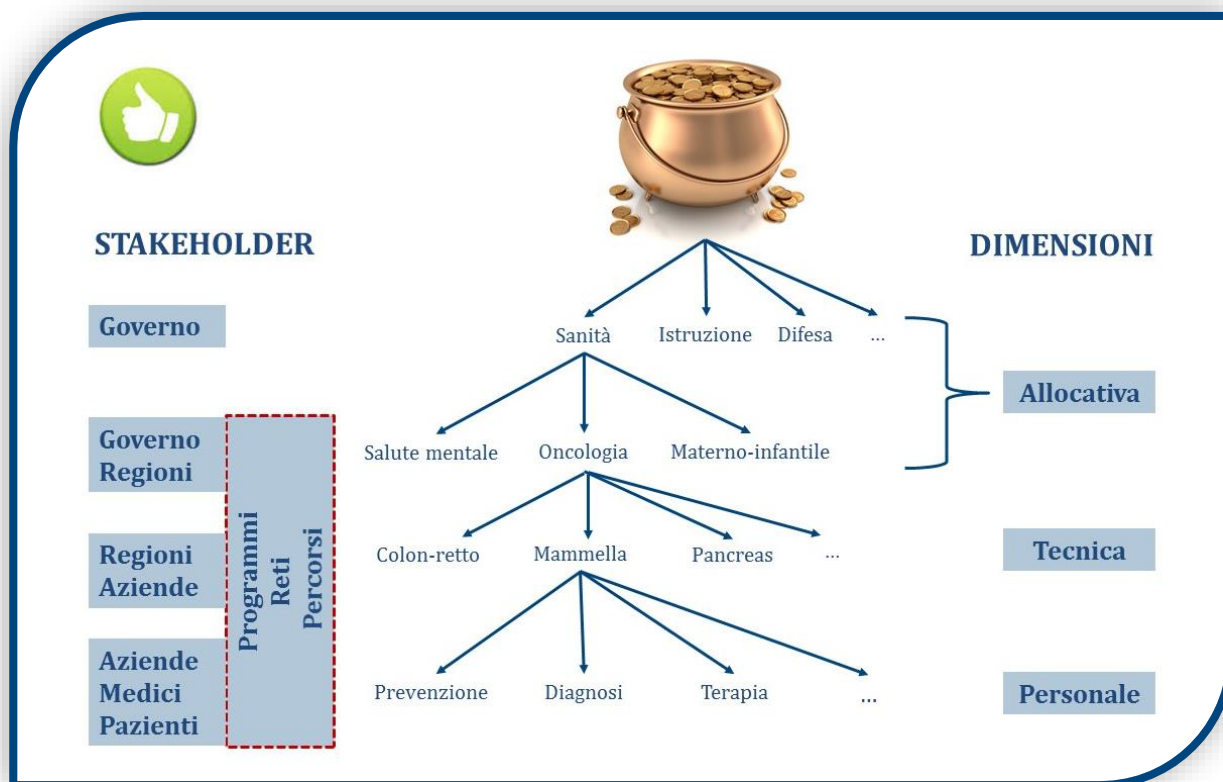 STAKEHOLDER
DIMENSIONI
Governo
Sanità
Istruzione
Difesa
...
Allocativa
Governo
Regioni
Salute mentale
Oncologia
Materno-infantile
Programmi
Reti
Percorsi
Regioni
Aziende
Colon-retto
Mammella
Pancreas
...
Tecnica
Aziende
Medici
Pazienti
Prevenzione
Diagnosi
Terapia
...
Personale